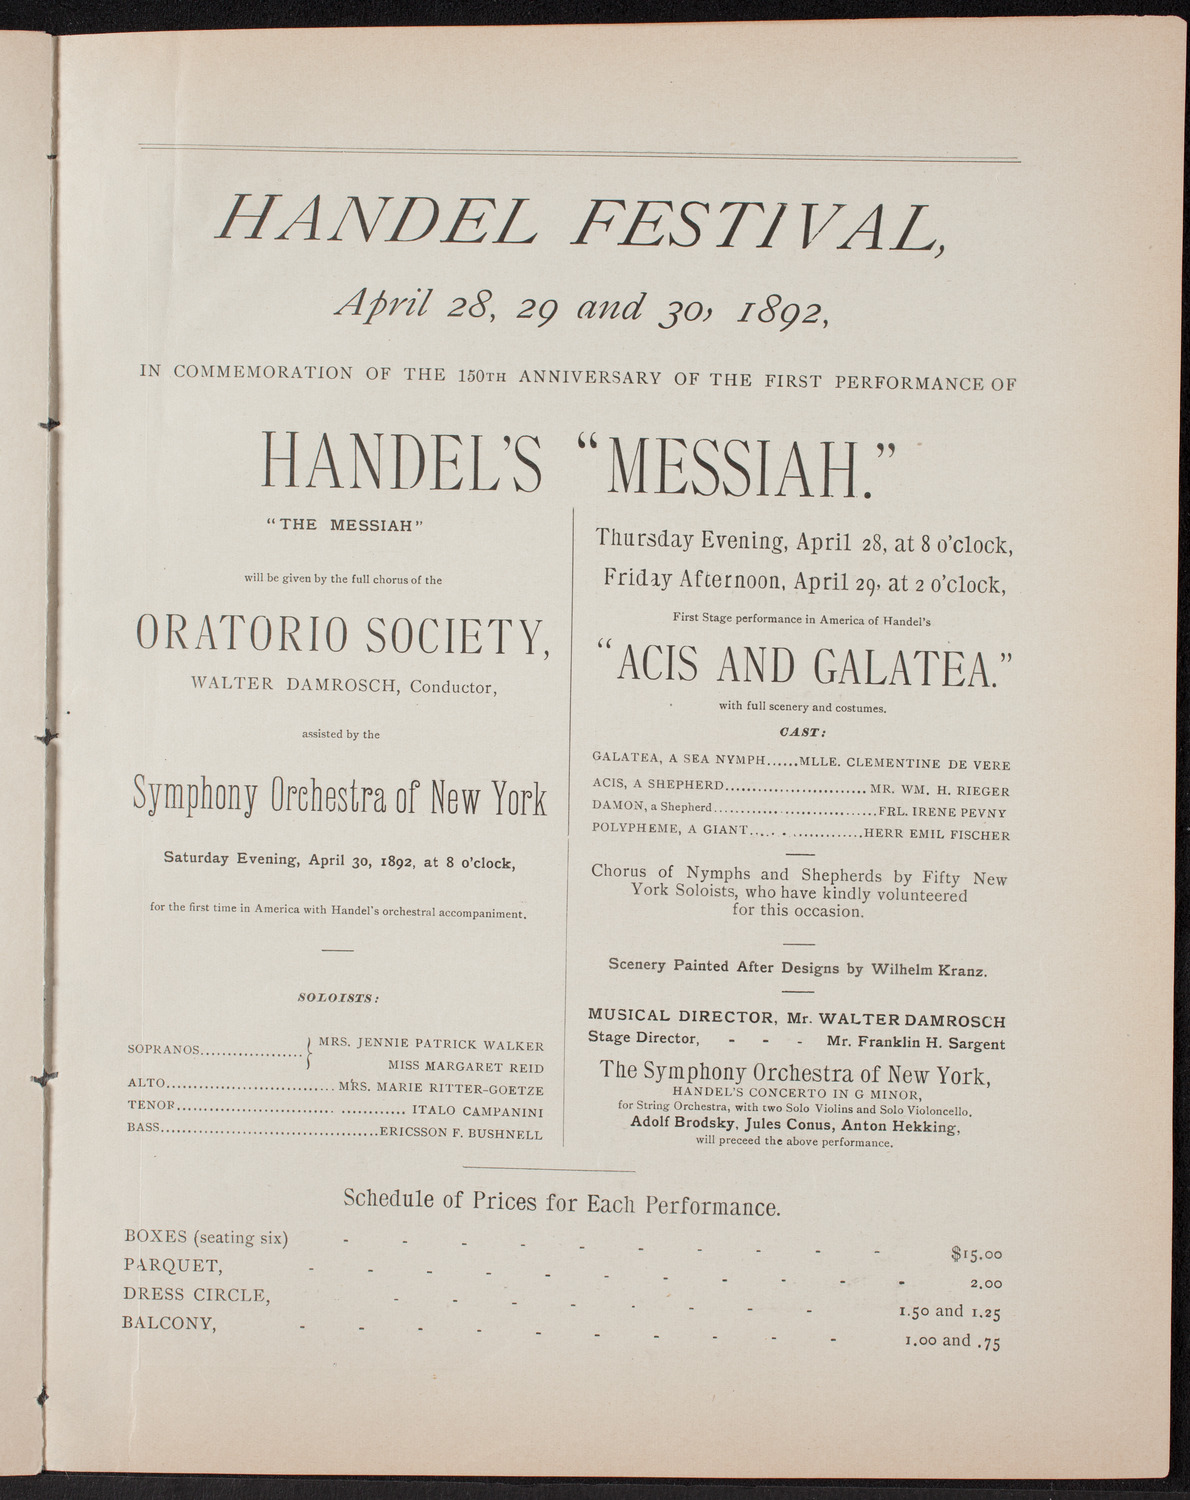 HANDEL FESTIVAL,
April 28, 29 and 30, 1892,
IN COMMEMORATION OF THE 150TH ANNIVERSARY OF THE FIRST PERFORMANCE OF
HANDEL'S "MESSIAH."
"THE MESSIAH"
will be given by the full chorus of the
ORATORIO SOCIETY,
WALTER DAMROSCH, Conductor,
assisted by the
Symphony Orchestra of New York
Saturday Evening, April 30, 1892, at 8 o'clock,
for the first time in America with Handel's orchestral accompaniment.
SOLOISTS:
SOPRANOS................... } MRS. JENNIE PATRICK WALKER
MISS MARGARET REID
ALTO................................ MRS. MARIE RITTER-GOETZE
TENOR.............................. ............ ITALO CAMPANINI
BASS.........................................ERICSSON F. BUSHNELL
Thursday Evening, April 28, at 8 o'clock,
Friday Afternoon, April 29, at 2 o'clock,
First Stage performance in America of Handel's
"ACIS AND GALATEA."
with full scenery and costumes.
CAST:
GALATEA, A SEA NYMPH......MLLE. CLEMENTINE DE VERE
ACIS, A SHEPHERD........................... MR. WM. H. RIEGER
DAMON, a Shepherd...............................FRL. IRENE PEVNY
POLYPHEME, A GIANT..... . .............HERR EMIL FISCHER
Chorus of Nymphs and Shepherds by Fifty New
York Soloists, who have kindly volunteered
for this occasion.
Scenery Painted After Designs by Wilhelm Kranz.
MUSICAL DIRECTOR, Mr. WALTER DAMROSCH
Stage Director, - - - Mr. Franklin H. Sargent
The Symphony Orchestra of New York,
HANDEL'S CONCERTO IN G MINOR,
for String Orchestra, with two Solo Violins and Solo Violoncello.
Adolf Brodsky, Jules Conus, Anton Hekking,
will preceed the above performance.
Schedule of Prices for Each Performance.
BOXES (seating six) - - - - - - - - - - $15.00
PARQUET, - - - - - - - - - - - 2.00
DRESS CIRCLE, - - - - - - - - 1.50 and 1.25
BALCONY, - - - - - - - - - - 1.00 and .75